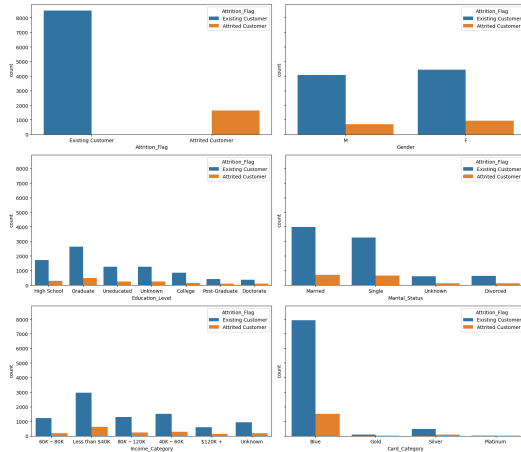 Attrition_Flag
Existing Customer
Attrited Customer
8000
7000
6000
5000
4000
3000
2000
1000
0
count
Existing Customer Attrited Customer
Attrition_Flag
Attrition_Flag
Existing Customer
Attrited Customer
count
M F
Gender
Attrition_Flag
Existing Customer
Attrited Customer
8000
7000
6000
5000
4000
3000
2000
1000
0
count
High School Graduate Uneducated Unknown College Post-Graduate Doctorate
Education_Level
Attrition_Flag
Existing Customer
Attrited Customer
count
Married Single Unknown Divorced
Marital_Status
Attrition_Flag
Existing Customer
Attrited Customer
8000
7000
6000
5000
4000
3000
2000
1000
0
count
60K − 80K Less than $40K 80K − 120K 40K − 60K $120K + Unknown
Income_Category
Attrition_Flag
Existing Customer
Attrited Customer
count
Blue Gold Silver Platinum
Card_Category